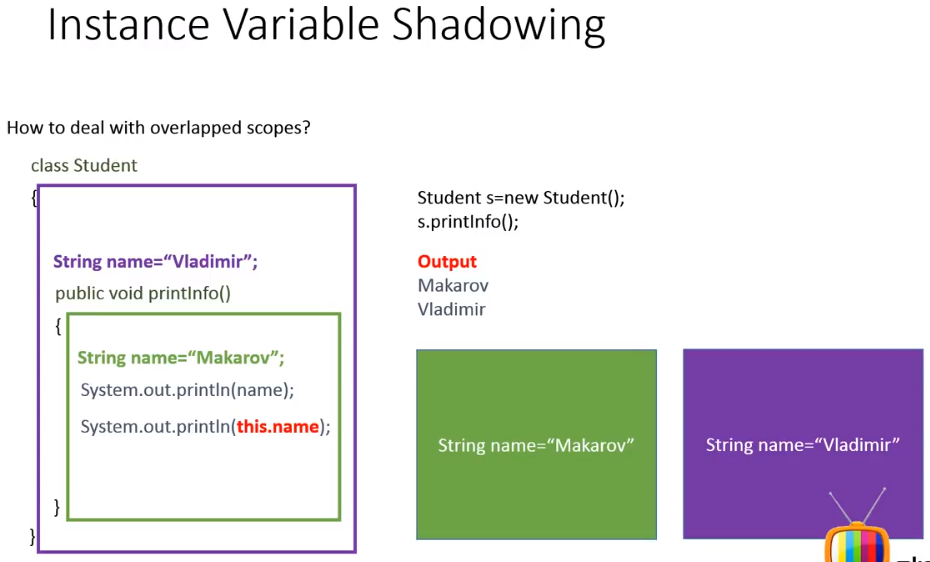 Instance Variable Shadowing
How to deal with overlapped scopes?
class Student
{
String name=“Vladimir”;
public void printInfo()
{
String name=“Makarov”;
System.out.println(name);
System.out.println(this.name);
}
}
Student s=new Student();
s.printInfo();
Output
Makarov
Vladimir
String name=“Makarov”
String name=“Vladimir”